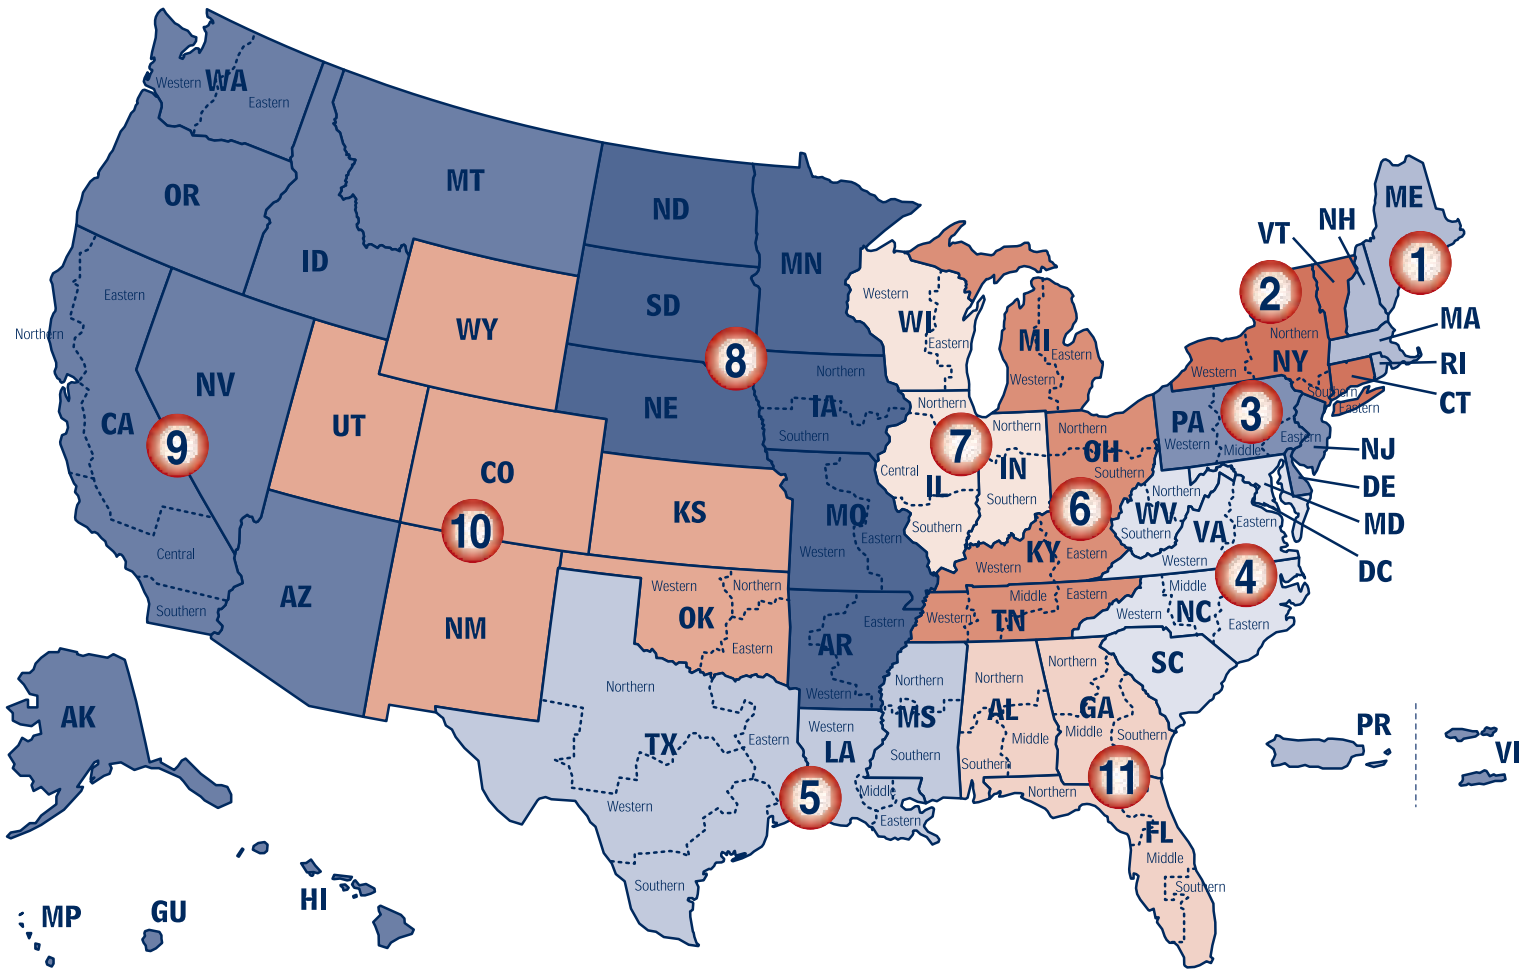 WA
Western
Eastern
OR
MT
ID
ND
MN
SD
WY
8
NE
Northern
IA
Southern
Eastern
Northern
NV
CA
9
UT
CO
10
KS
MO
Western
Eastern
Central
Southern
AZ
NM
Western
Northern
OK
Eastern
AR
Eastern
Western
Western
WI
Eastern
MI
Eastern
Western
Northern
7
Central
IL
Southern
Northern
IN
Southern
Northern
OH
Southern
6
KY
Western
Eastern
Western
Middle
TN
Eastern
ME
NH
VT
1
2
Northern
NY
Western
Southern
Eastern
MA
RI
CT
3
PA
Western
Middle
Eastern
NJ
DE
MD
DC
Northern
WV
Southern
VA
Eastern
Western
4
Middle
NC
Western
Eastern
SC
Northern
TX
Eastern
Western
Southern
5
Western
LA
Middle
Eastern
Northern
MS
Southern
Northern
AL
Middle
Southern
Northern
GA
Middle
Southern
11
Northern
FL
Middle
Southern
AK
HI
MP
GU
PR
VI